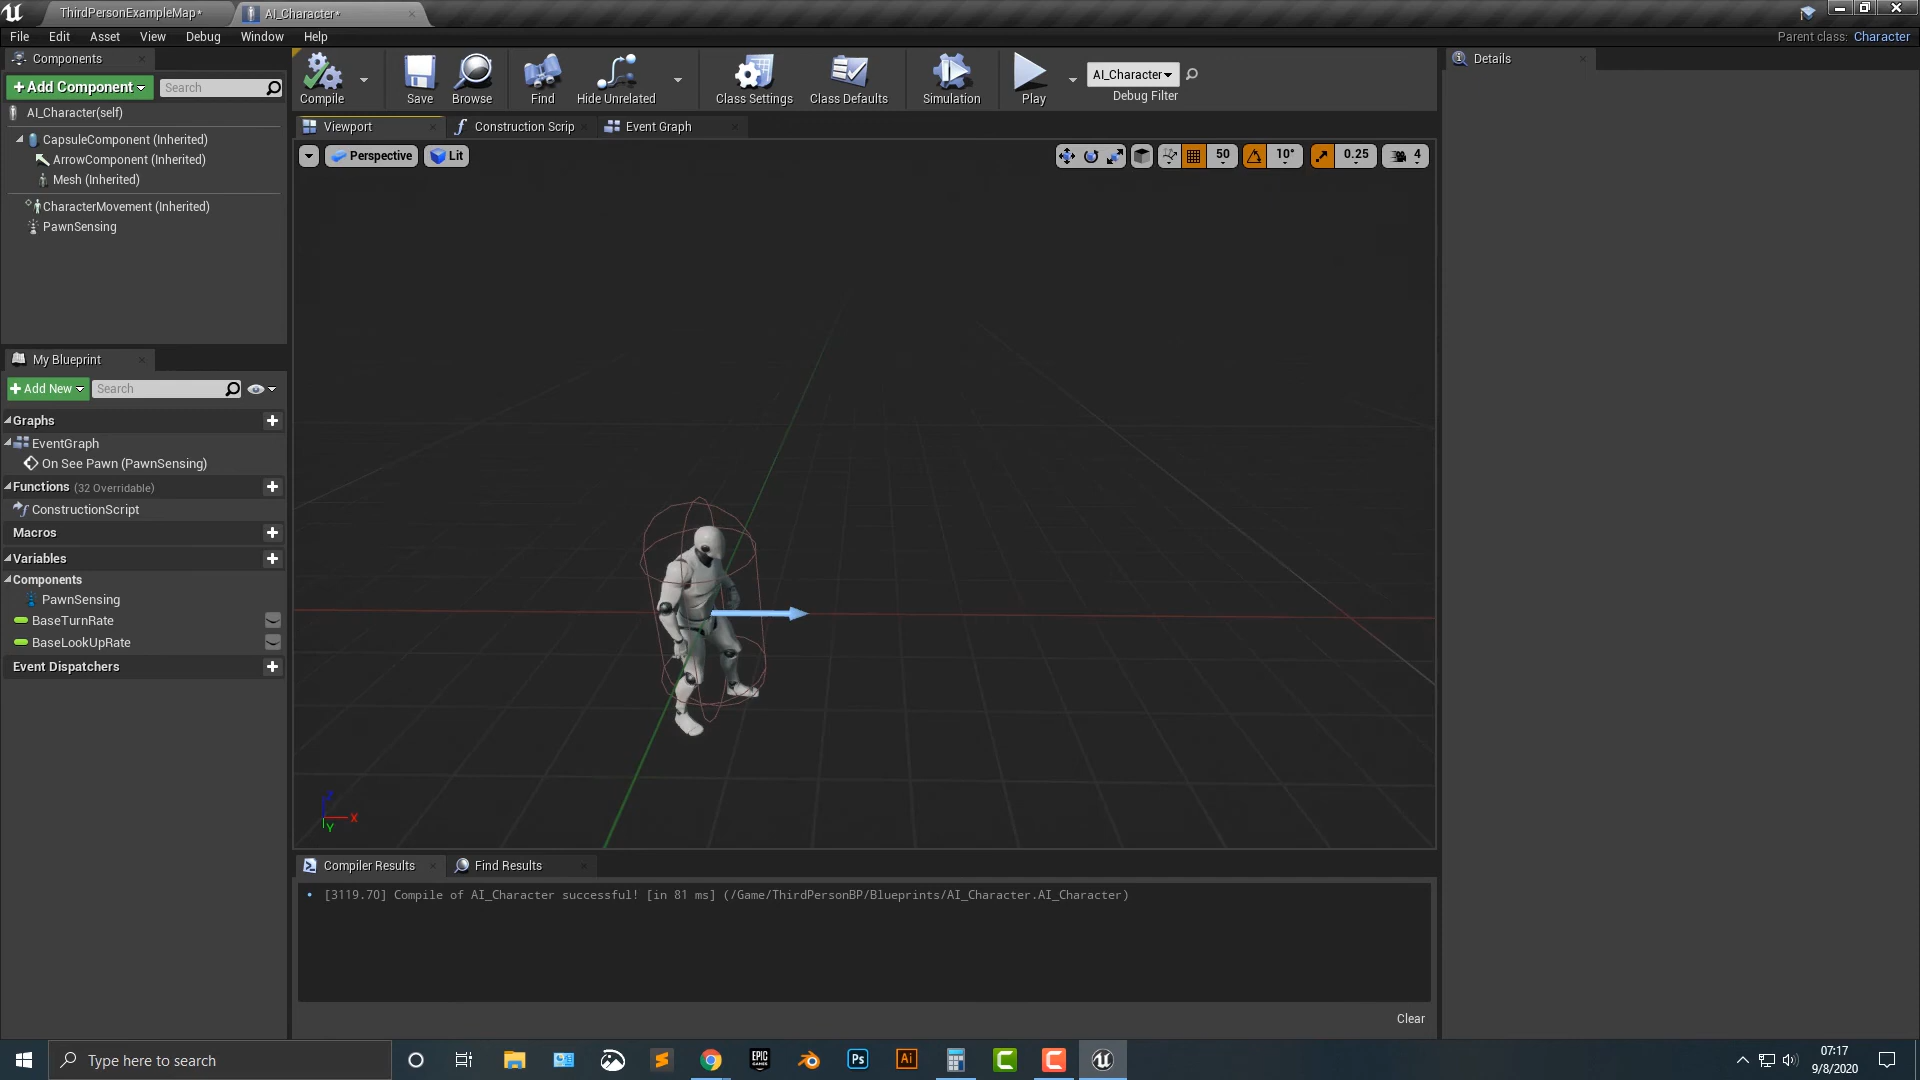 ThirdPersonExampleMap*
AI_Character*
File Edit Asset View Debug Window Help
Parent class: Character
Components
+Add Component
Search
AI_Character(self)
CapsuleComponent (Inherited)
ArrowComponent (Inherited)
Mesh (Inherited)
CharacterMovement (Inherited)
PawnSensing
My Blueprint
+Add New
Search
Graphs
EventGraph
On See Pawn (PawnSensing)
Functions (32 Overridable)
ConstructionScript
Macros
Variables
Components
PawnSensing
BaseTurnRate
BaseLookUpRate
Event Dispatchers
Compile Save Browse Find Hide Unrelated Class Settings Class Defaults Simulation Play
AI_Character
Debug Filter
Viewport Construction Scrip Event Graph
Perspective Lit
50 10° 0.25 4
X
Y
Compiler Results Find Results
[3119.70] Compile of AI_Character successful! [in 81 ms] (/Game/ThirdPersonBP/Blueprints/AI_Character.AI_Character)
Clear
Details
Type here to search
EPIC GAMES
Ps
Ai
07:17
9/8/2020